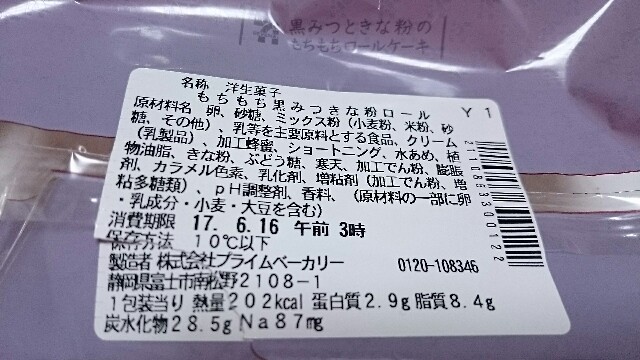 黒みつときな粉の
もちもちロールケーキ
名称 洋生菓子
もちもち黒みつきな粉ロール Y 1
原材料名 卵、砂糖、ミックス粉(小麦粉、米粉、砂
糖、その他)、乳等を主要原料とする食品、クリーム
(乳製品)、加工蜂蜜、ショートニング、水あめ、植
物油脂、きな粉、ぶどう糖、寒天、加工でん粉、膨脹
剤、カラメル色素、乳化剤、増粘剤(加工でん粉、増
粘多糖類)、pH調整剤、香料、(原材料の一部に卵
・乳成分・小麦・大豆を含む)
消費期限 17. 6.16 午前 3時
保存方法 10℃以下
製造者 株式会社プライムベーカリー 0120-108346
静岡県富士市南松野2108-1
1包装当り 熱量202kcal 蛋白質2.9g 脂質8.4g
炭水化物28.5g Na87mg